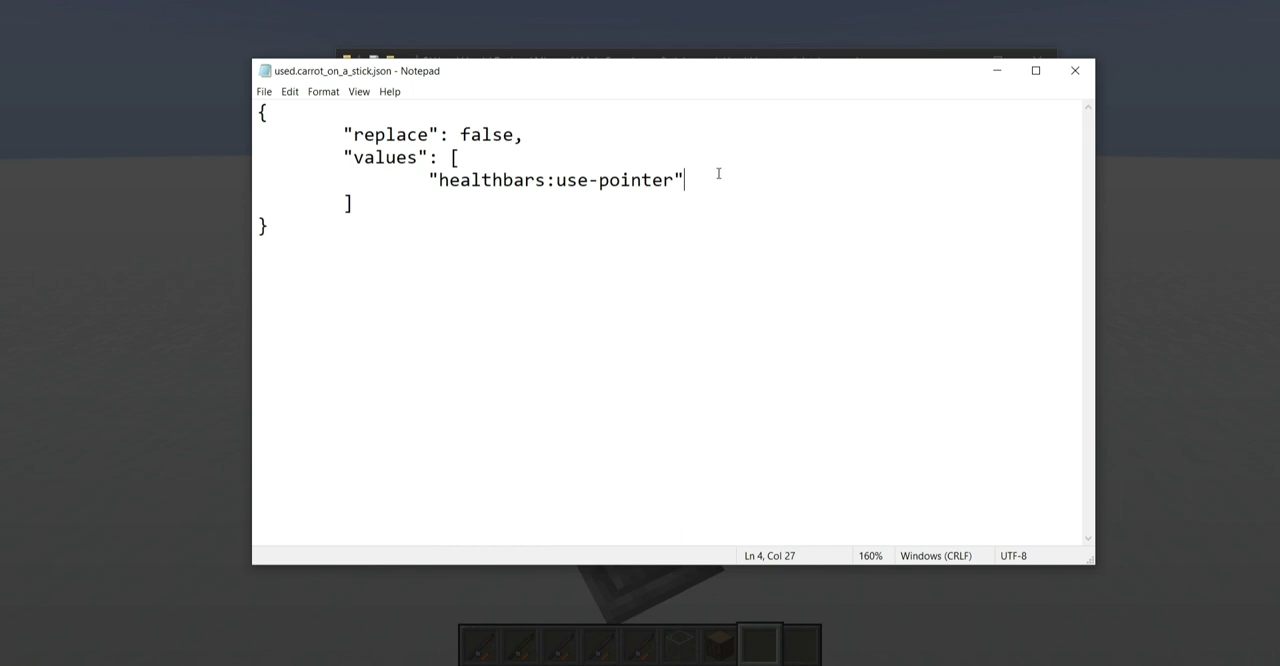 used.carrot_on_a_stick.json - Notepad
File Edit Format View Help
{
"replace": false,
"values": [
"healthbars:use-pointer"
]
}
Ln 4, Col 27 160% Windows (CRLF) UTF-8